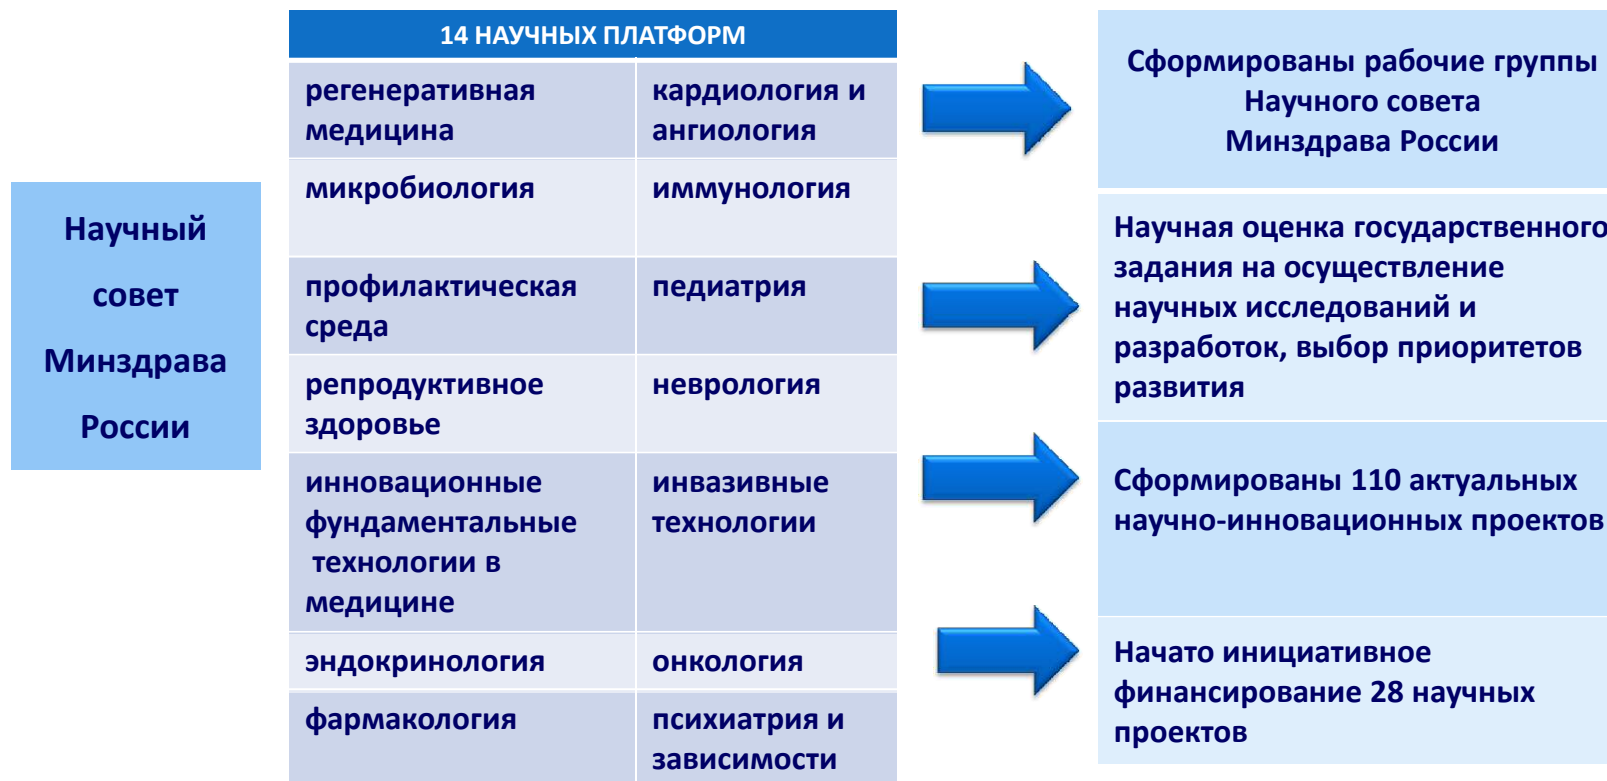 Научный
совет
Минздрава
России
14 НАУЧНЫХ ПЛАТФОРМ
регенеративная
медицина
кардиология и
ангиология
микробиология
иммунология
профилактическая
среда
педиатрия
репродуктивное
здоровье
неврология
инновационные
фундаментальные
технологии в
медицине
инвазивные
технологии
эндокринология
онкология
фармакология
психиатрия и
зависимости
Сформированы рабочие группы
Научного совета
Минздрава России
Научная оценка государственного
задания на осуществление
научных исследований и
разработок, выбор приоритетов
развития
Сформированы 110 актуальных
научно-инновационных проектов
Начато инициативное
финансирование 28 научных
проектов